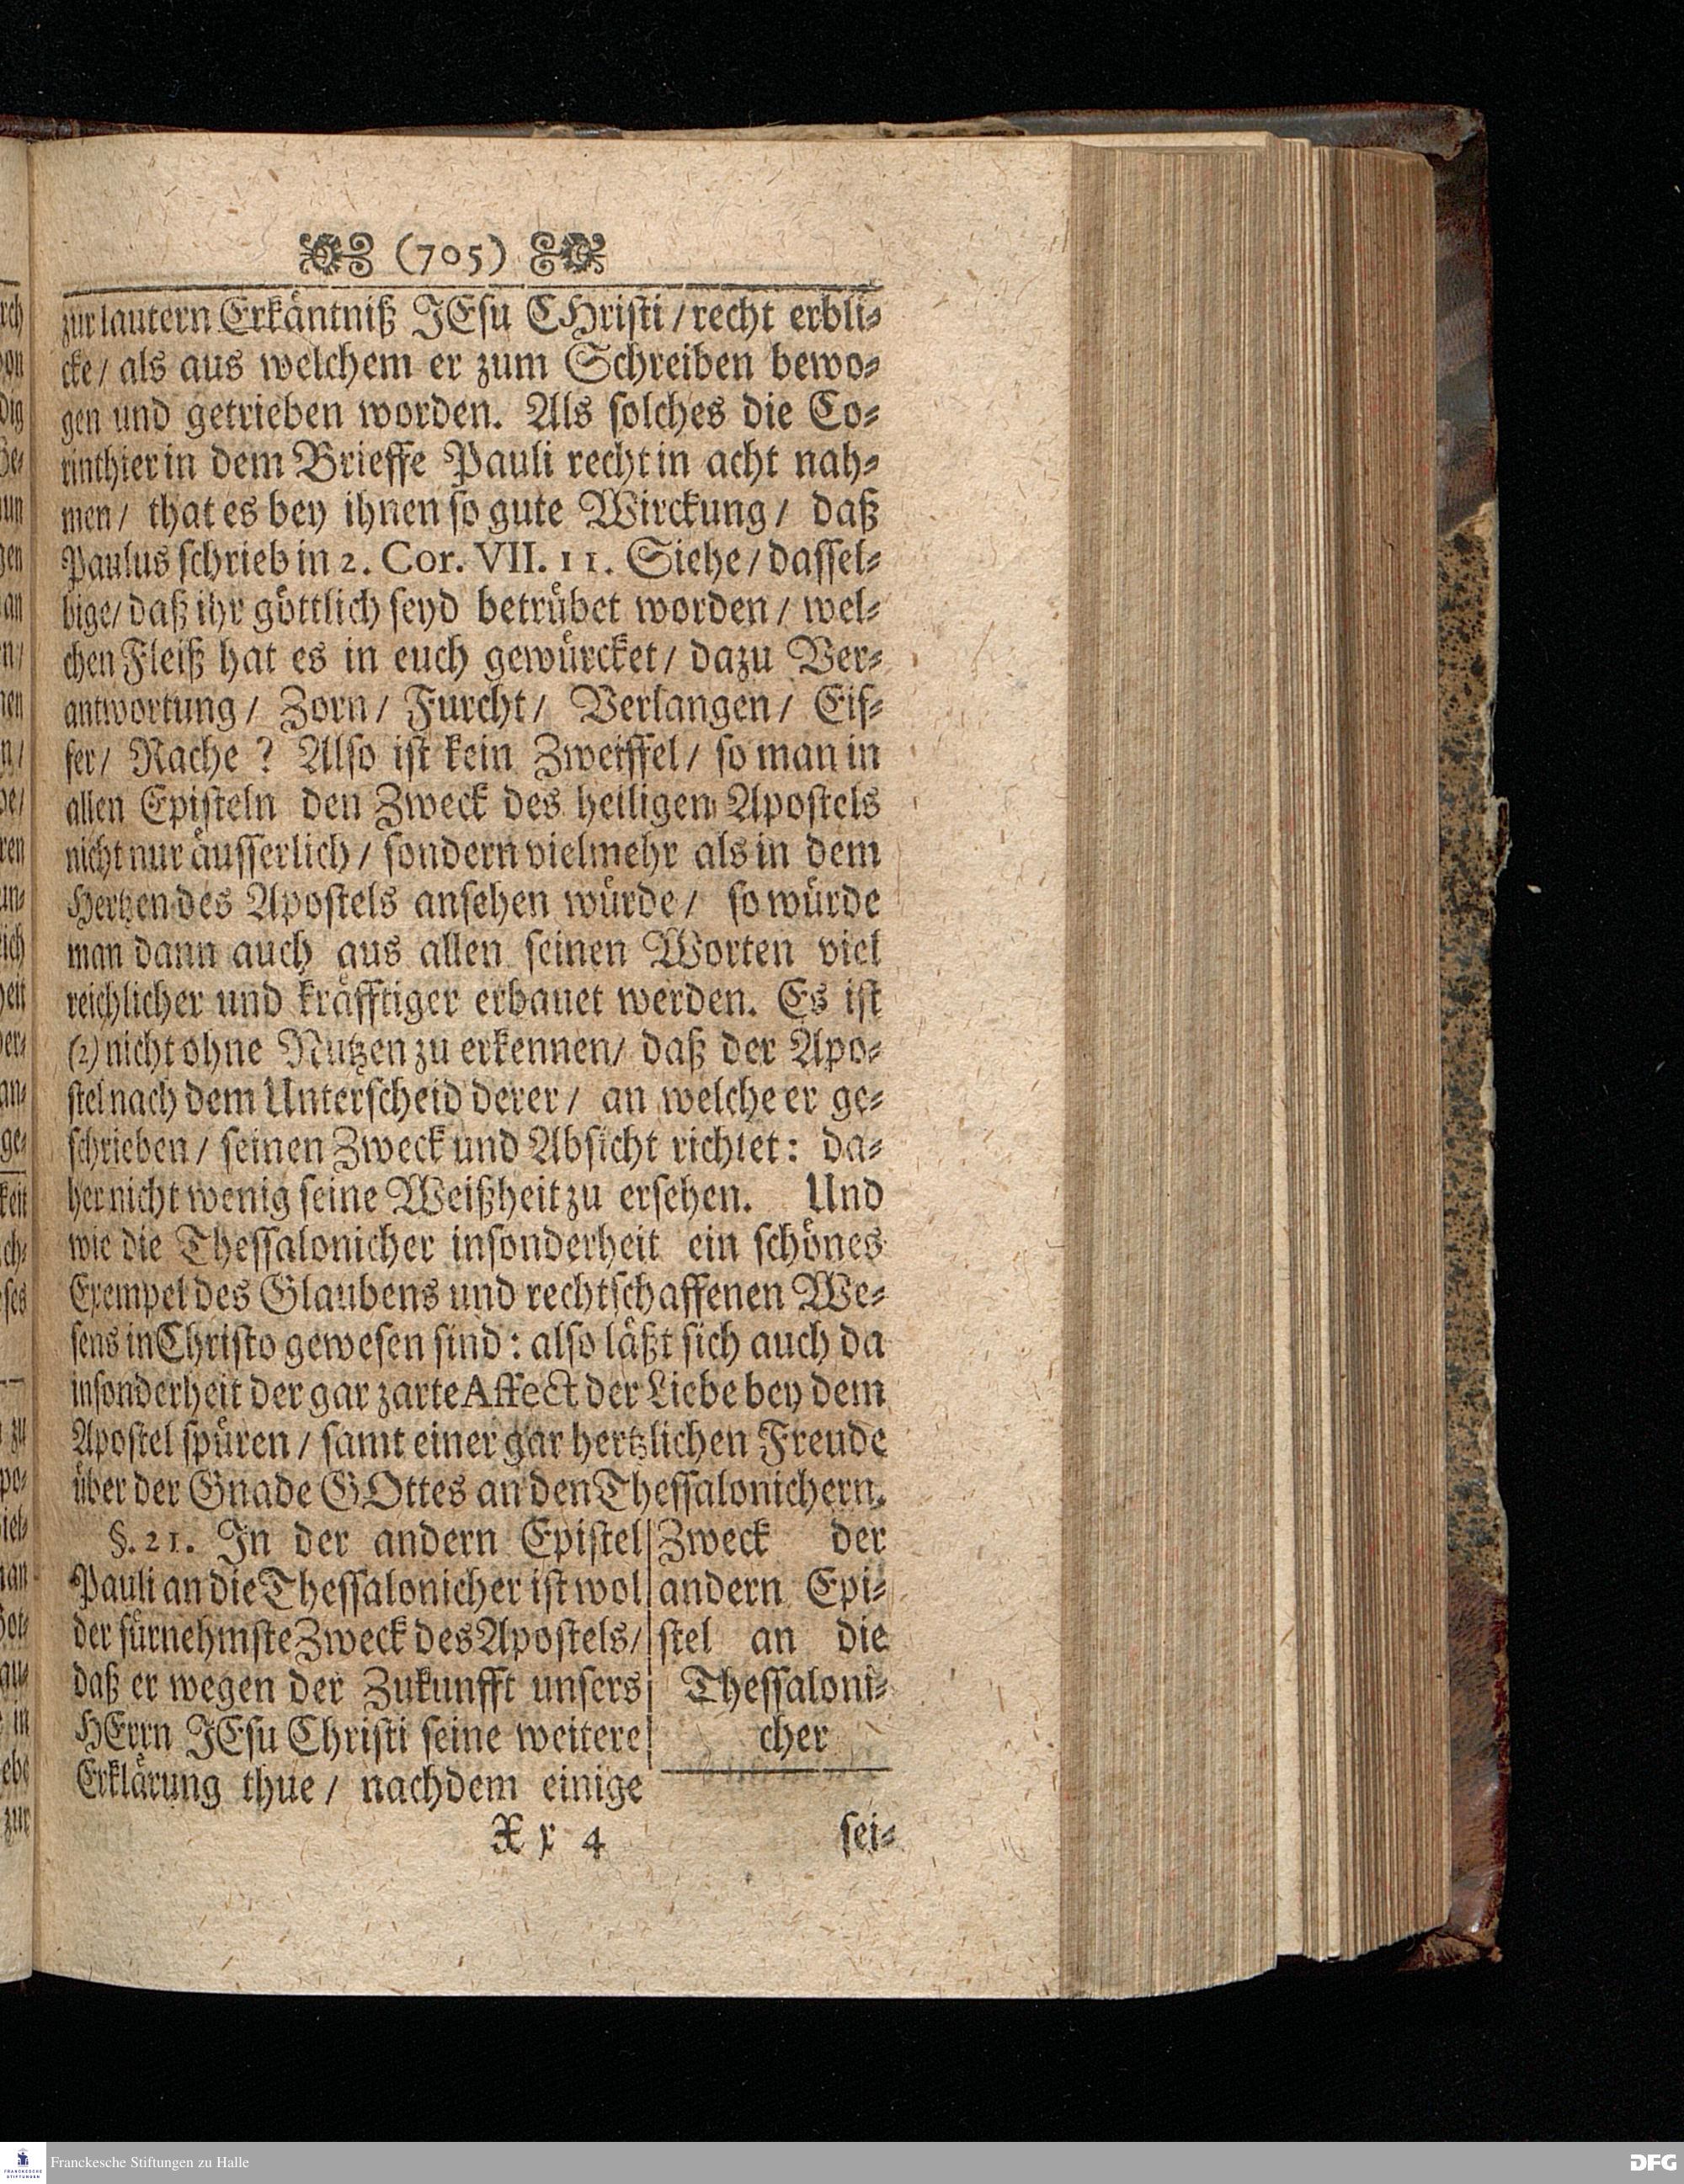 (705)
zur lautern Erkäntniß JEsu CHristi / recht erbli-
cke / als aus welchem er zum Schreiben bewo-
gen und getrieben worden. Als solches die Co-
rinthier in dem Brieffe Pauli recht in acht nah-
men / that es bey ihnen so gute Wirckung / daß
Paulus schrieb in 2. Cor. VII. 11. Siehe / dassel-
bige / daß ihr göttlich seyd betrübet worden / wel-
chen Fleiß hat es in euch gewürcket / dazu Ver-
antwortung / Zorn / Furcht / Verlangen / Eif-
fer / Rache ? Also ist kein Zweiffel / so man in
allen Episteln den Zweck des heiligen Apostels
nicht nur äusserlich / sondern vielmehr als in dem
Hertzen des Apostels ansehen würde / so würde
man dann auch aus allen seinen Worten viel
reichlicher und kräfftiger erbauet werden. Es ist
(2) nicht ohne Nutzen zu erkennen / daß der Apo-
stel nach dem Unterscheid derer / an welche er ge-
schrieben / seinen Zweck und Absicht richtet: da-
her nicht wenig seine Weißheit zu ersehen. Und
wie die Thessalonicher insonderheit ein schönes
Exempel des Glaubens und rechtschaffenen We-
sens in Christo gewesen sind: also läßt sich auch da
insonderheit der gar zarte Affect der Liebe bey dem
Apostel spüren / samt einer gar hertzlichen Freude
über der Gnade GOttes an den Thessalonichern.
§. 21. In der andern Epistel
Pauli an die Thessalonicher ist wol
der fürnehmste Zweck des Apostels /
daß er wegen der Zukunfft unsers
HErrn JEsu Christi seine weitere
Erklärung thue / nachdem einige
Zweck der
andern Epi-
stel an die
Thessaloni-
cher
Xx 4
sei-
Franckesche Stiftungen zu Halle
DFG